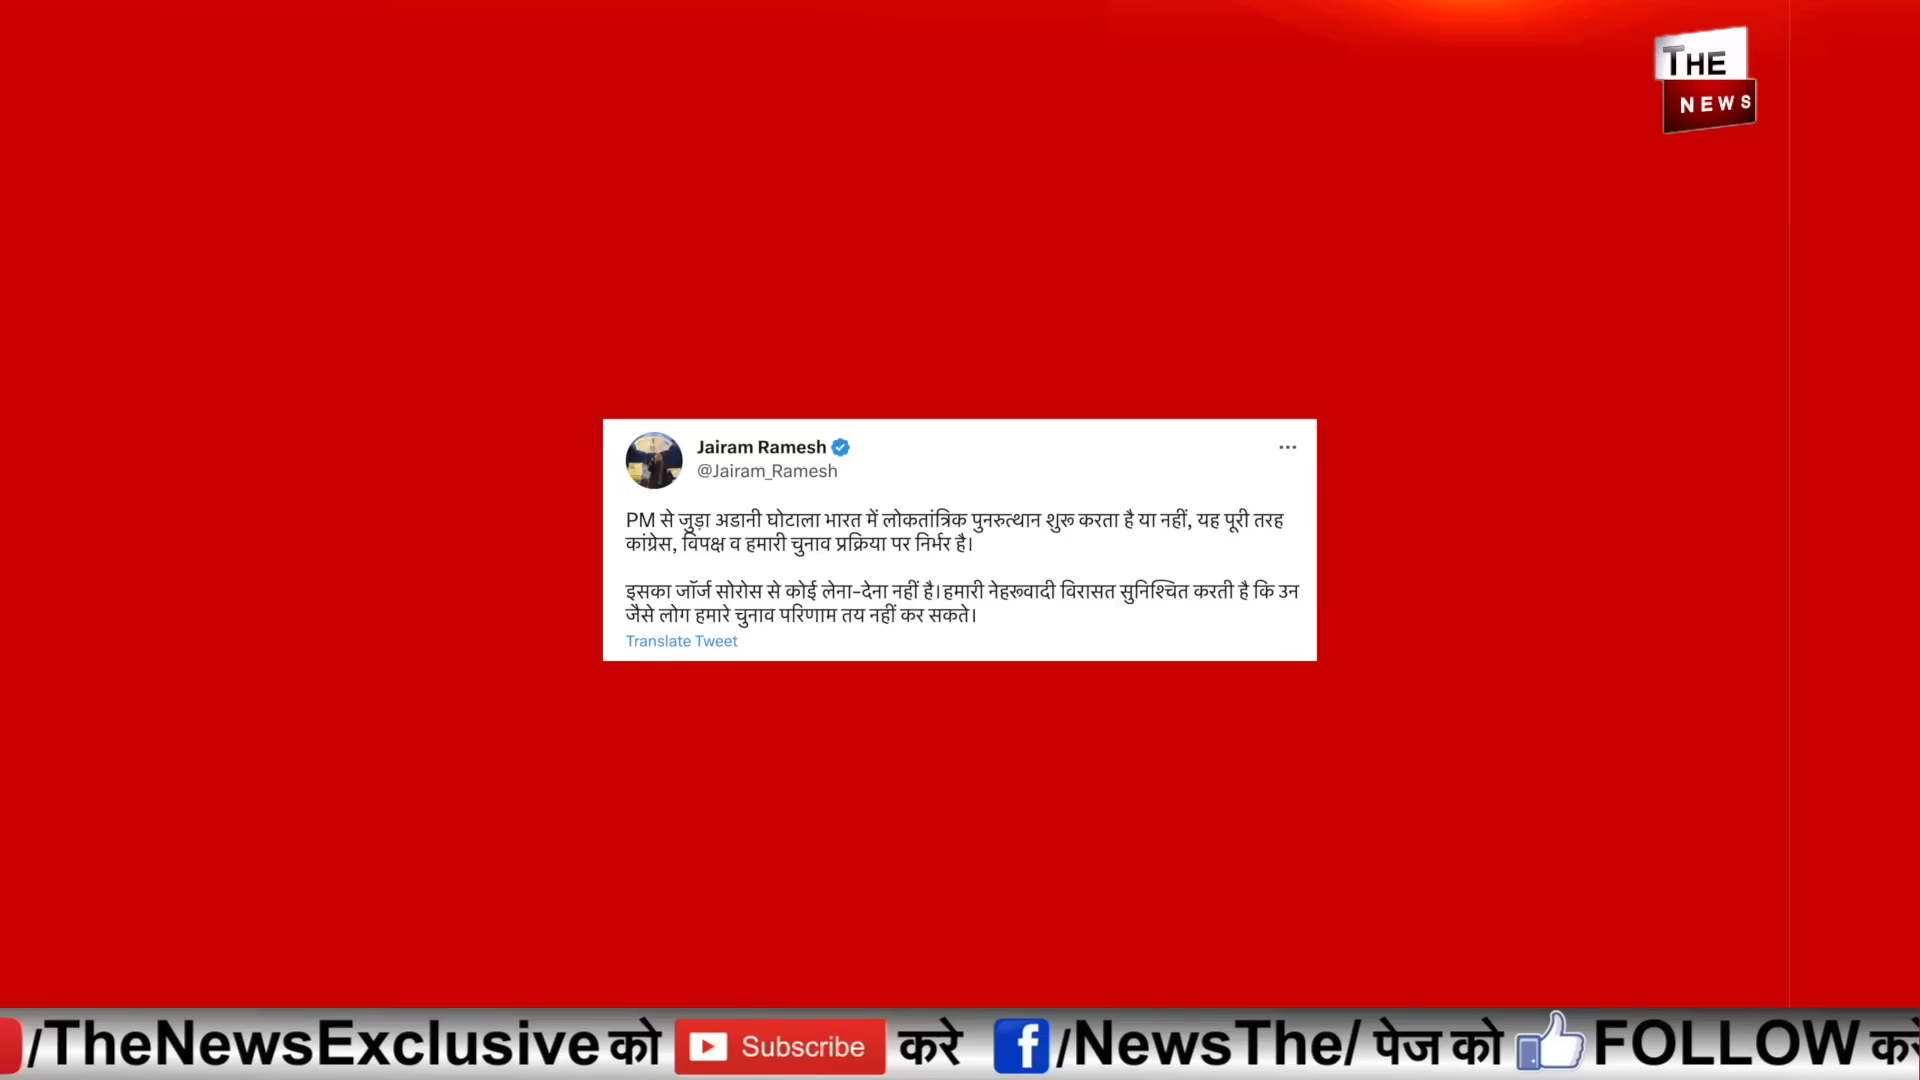 THE
NEWS
Jairam Ramesh
@Jairam_Ramesh
PM से जुड़ा अडानी घोटाला भारत में लोकतांत्रिक पुनरुत्थान शुरू करता है या नहीं, यह पूरी तरह
कांग्रेस, विपक्ष व हमारी चुनाव प्रक्रिया पर निर्भर है।
इसका जॉर्ज सोरोस से कोई लेना-देना नहीं है।हमारी नेहरूवादी विरासत सुनिश्चित करती है कि उन
जैसे लोग हमारे चुनाव परिणाम तय नहीं कर सकते।
Translate Tweet
/TheNewsExclusive को Subscribe करे f/NewsThe/ पेज को FOLLOW करे